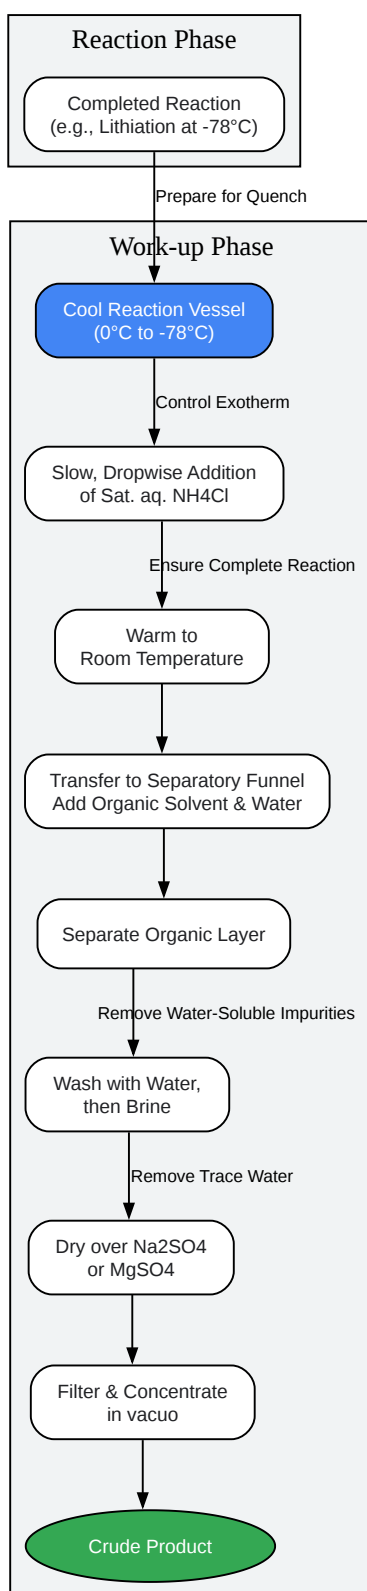 Reaction Phase
Completed Reaction
(e.g., Lithiation at -78°C)
Prepare for Quench
Work-up Phase
Cool Reaction Vessel
(0°C to -78°C)
Control Exotherm
Slow, Dropwise Addition
of Sat. aq. NH4Cl
Ensure Complete Reaction
Warm to
Room Temperature
Transfer to Separatory Funnel
Add Organic Solvent & Water
Separate Organic Layer
Remove Water-Soluble Impurities
Wash with Water,
then Brine
Remove Trace Water
Dry over Na2SO4
or MgSO4
Filter & Concentrate
in vacuo
Crude Product